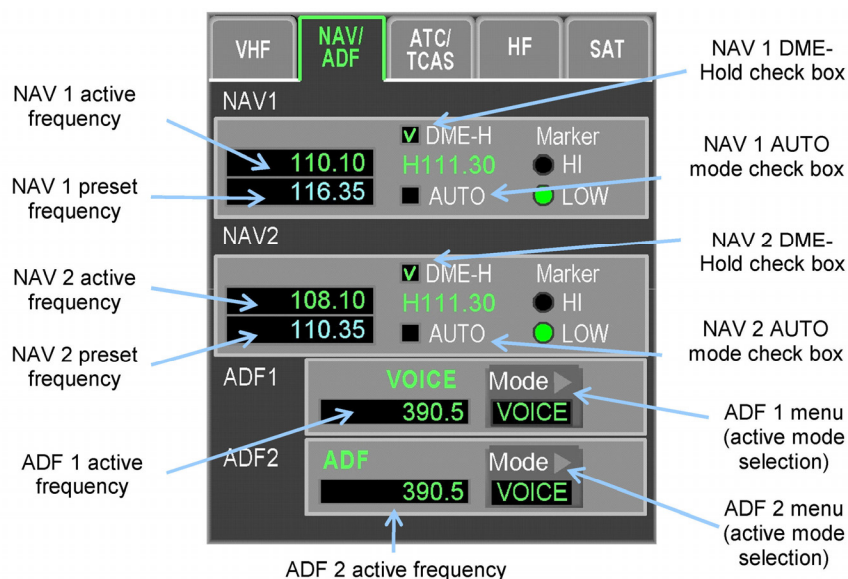 VHF
NAV/
ADF
ATC/
TCAS
HF
SAT
NAV 1 DME-
Hold check box
NAV 1 active
frequency
NAV1
DME-H
Marker
NAV 1 AUTO
mode check box
110.10
H111.30
HI
NAV 1 preset
frequency
116.35
AUTO
LOW
NAV2
NAV 2 DME-
Hold check box
DME-H
Marker
NAV 2 active
frequency
108.10
H111.30
HI
110.35
AUTO
LOW
NAV 2 AUTO
mode check box
NAV 2 preset
frequency
ADF1
VOICE
Mode
390.5
VOICE
ADF 1 menu
(active mode
selection)
ADF 1 active
frequency
ADF2
ADF
Mode
390.5
VOICE
ADF 2 menu
(active mode
selection)
ADF 2 active frequency